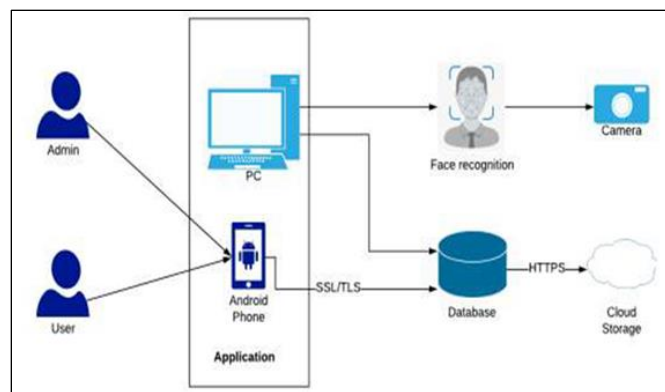 Admin
PC
Face recognition
Camera
User
Android
Phone
SSL/TLS
Database
HTTPS
Cloud
Storage
Application